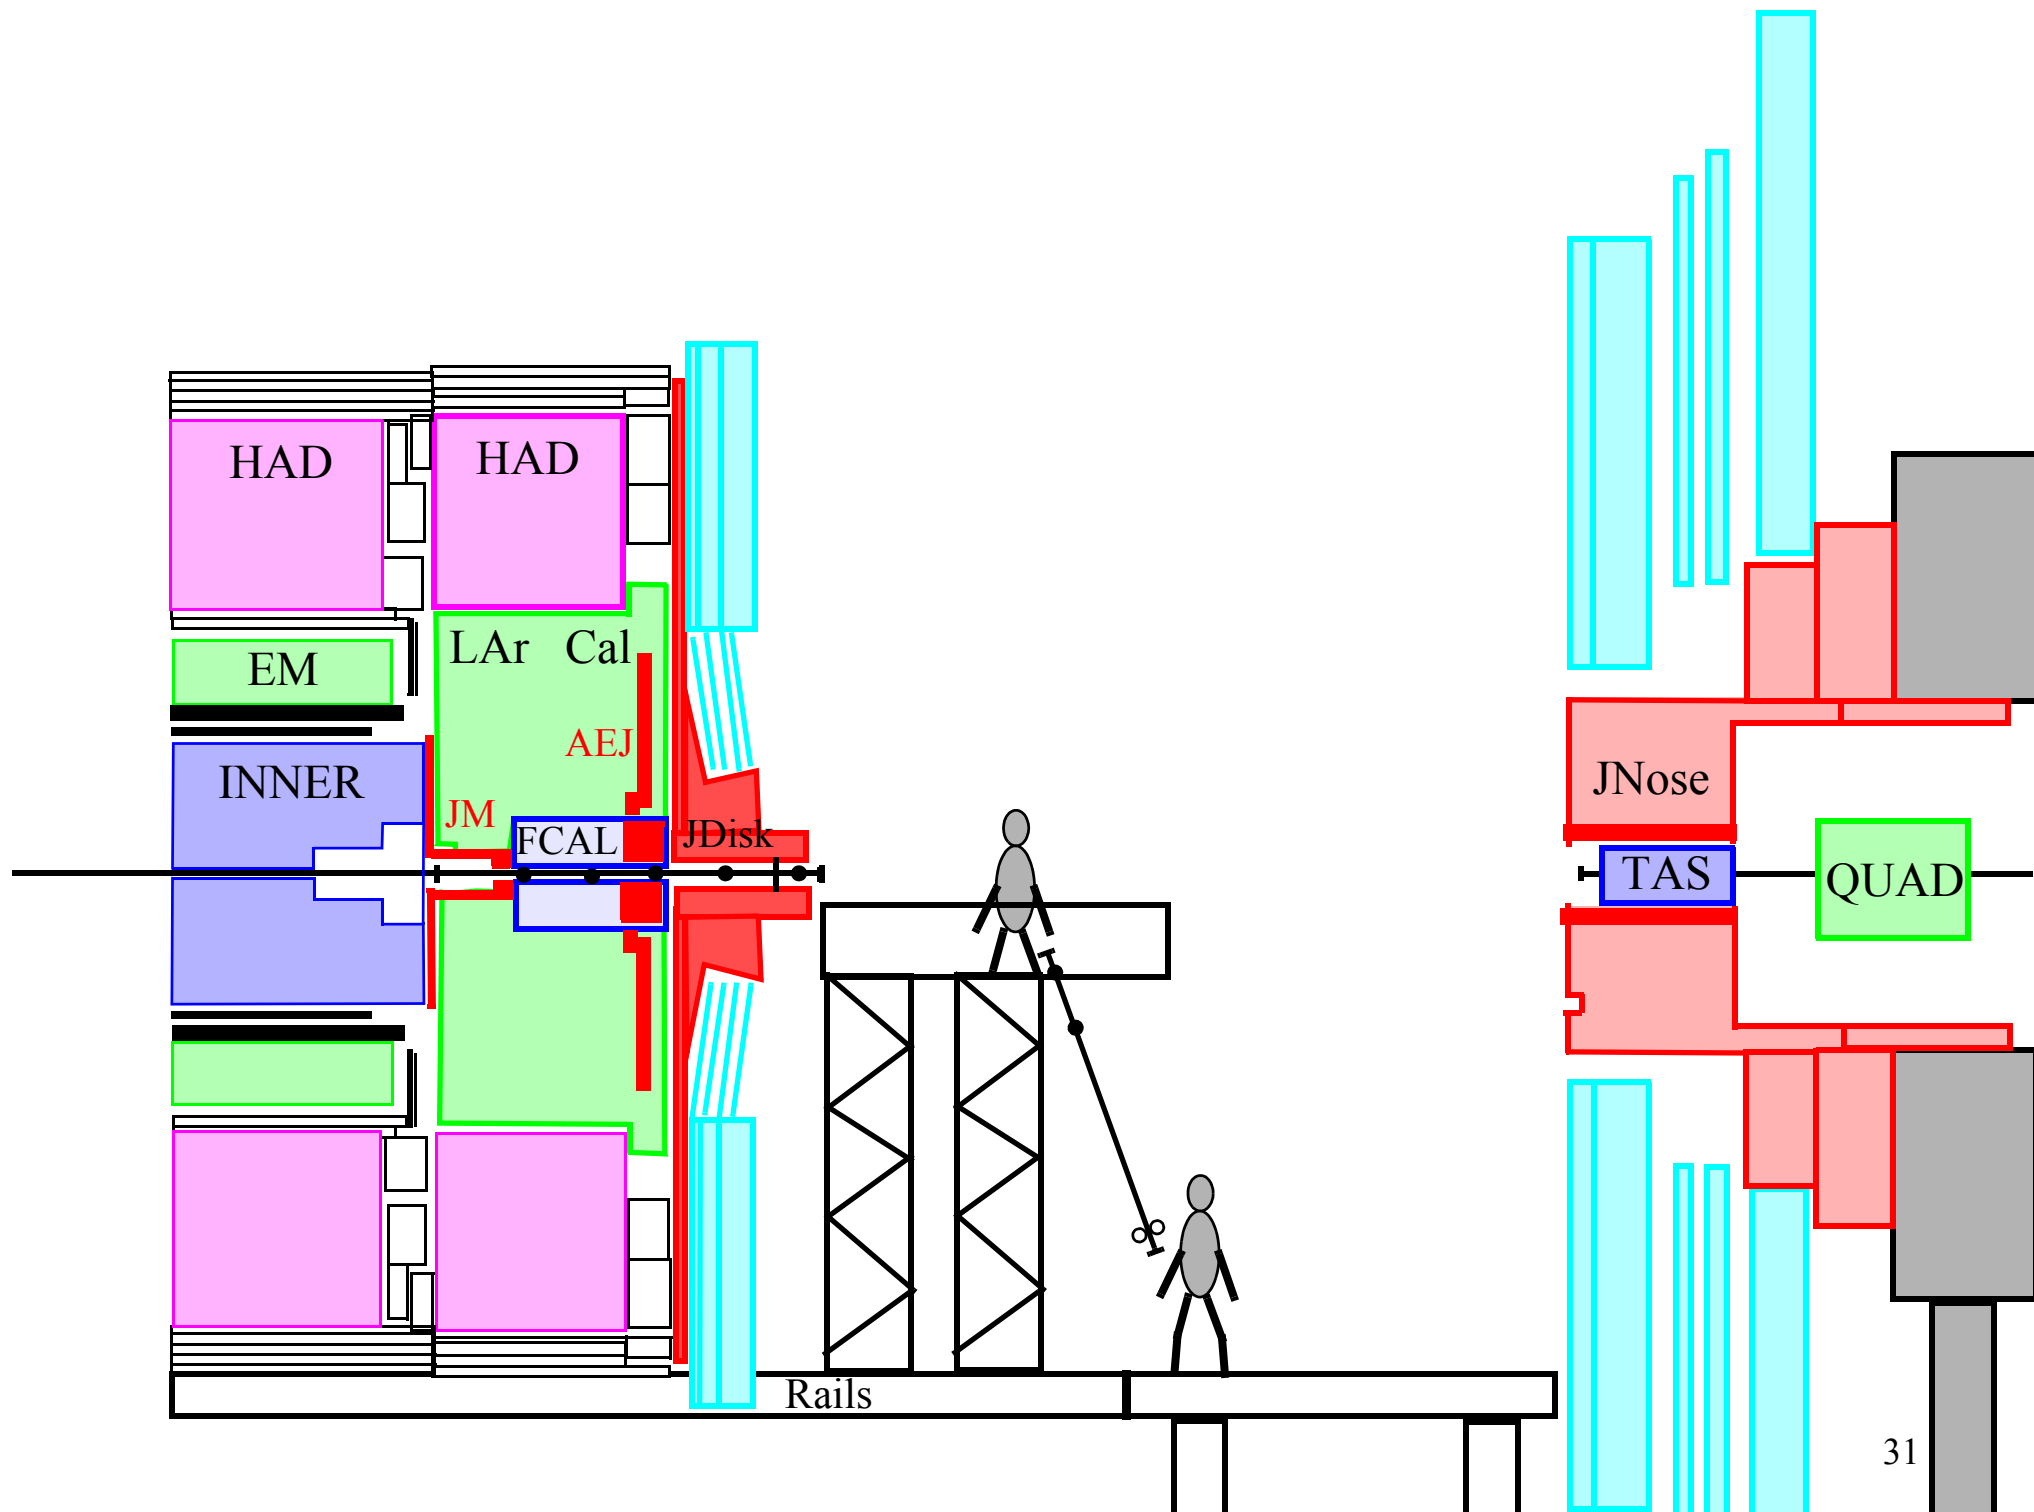 HAD
HAD
LAr Cal
EM
AEJ
INNER
JM
FCAL
JDisk
JNose
TAS
QUAD
Rails
31